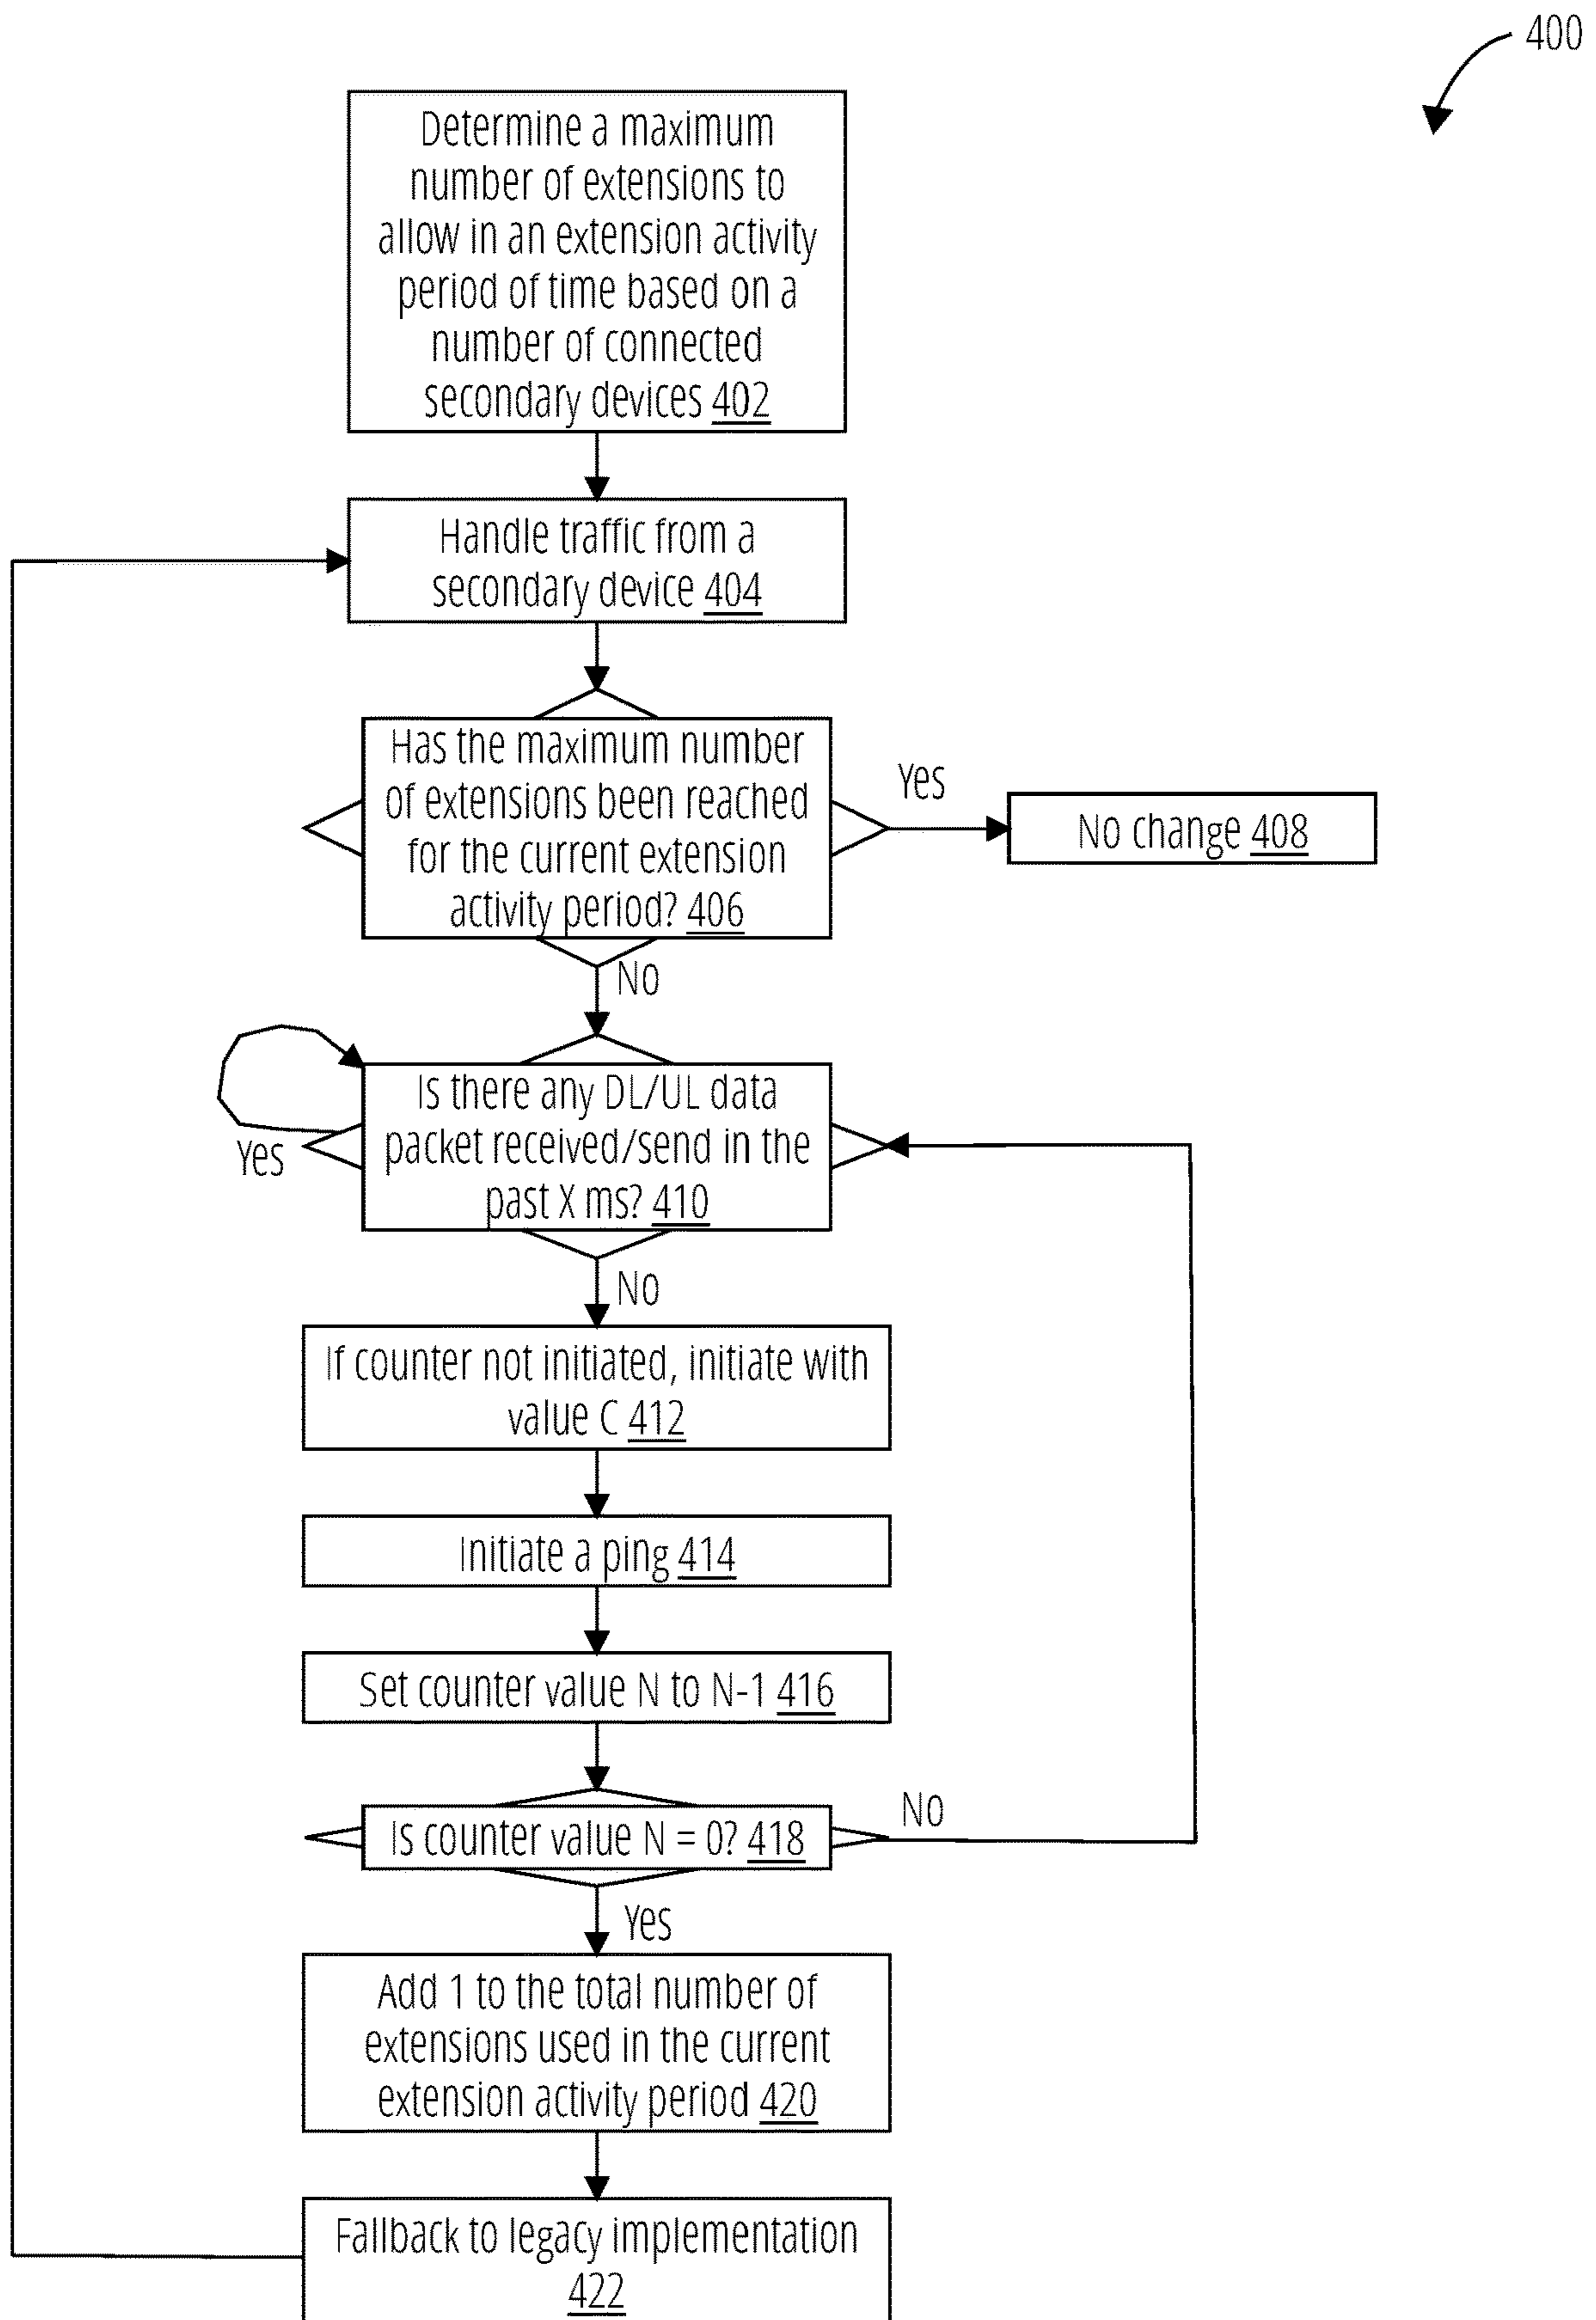 400
Determine a maximum
number of extensions to
allow in an extension activity
period of time based on a
number of connected
secondary devices 402
Handle traffic from a
secondary device 404
Has the maximum number
of extensions been reached
for the current extension
activity period? 406
Yes
No change 408
No
Is there any DL/UL data
packet received/send in the
past X ms? 410
Yes
No
If counter not initiated, initiate with
value C 412
Initiate a ping 414
Set counter value N to N-1 416
Is counter value N = 0? 418
No
Yes
Add 1 to the total number of
extensions used in the current
extension activity period 420
Fallback to legacy implementation
422